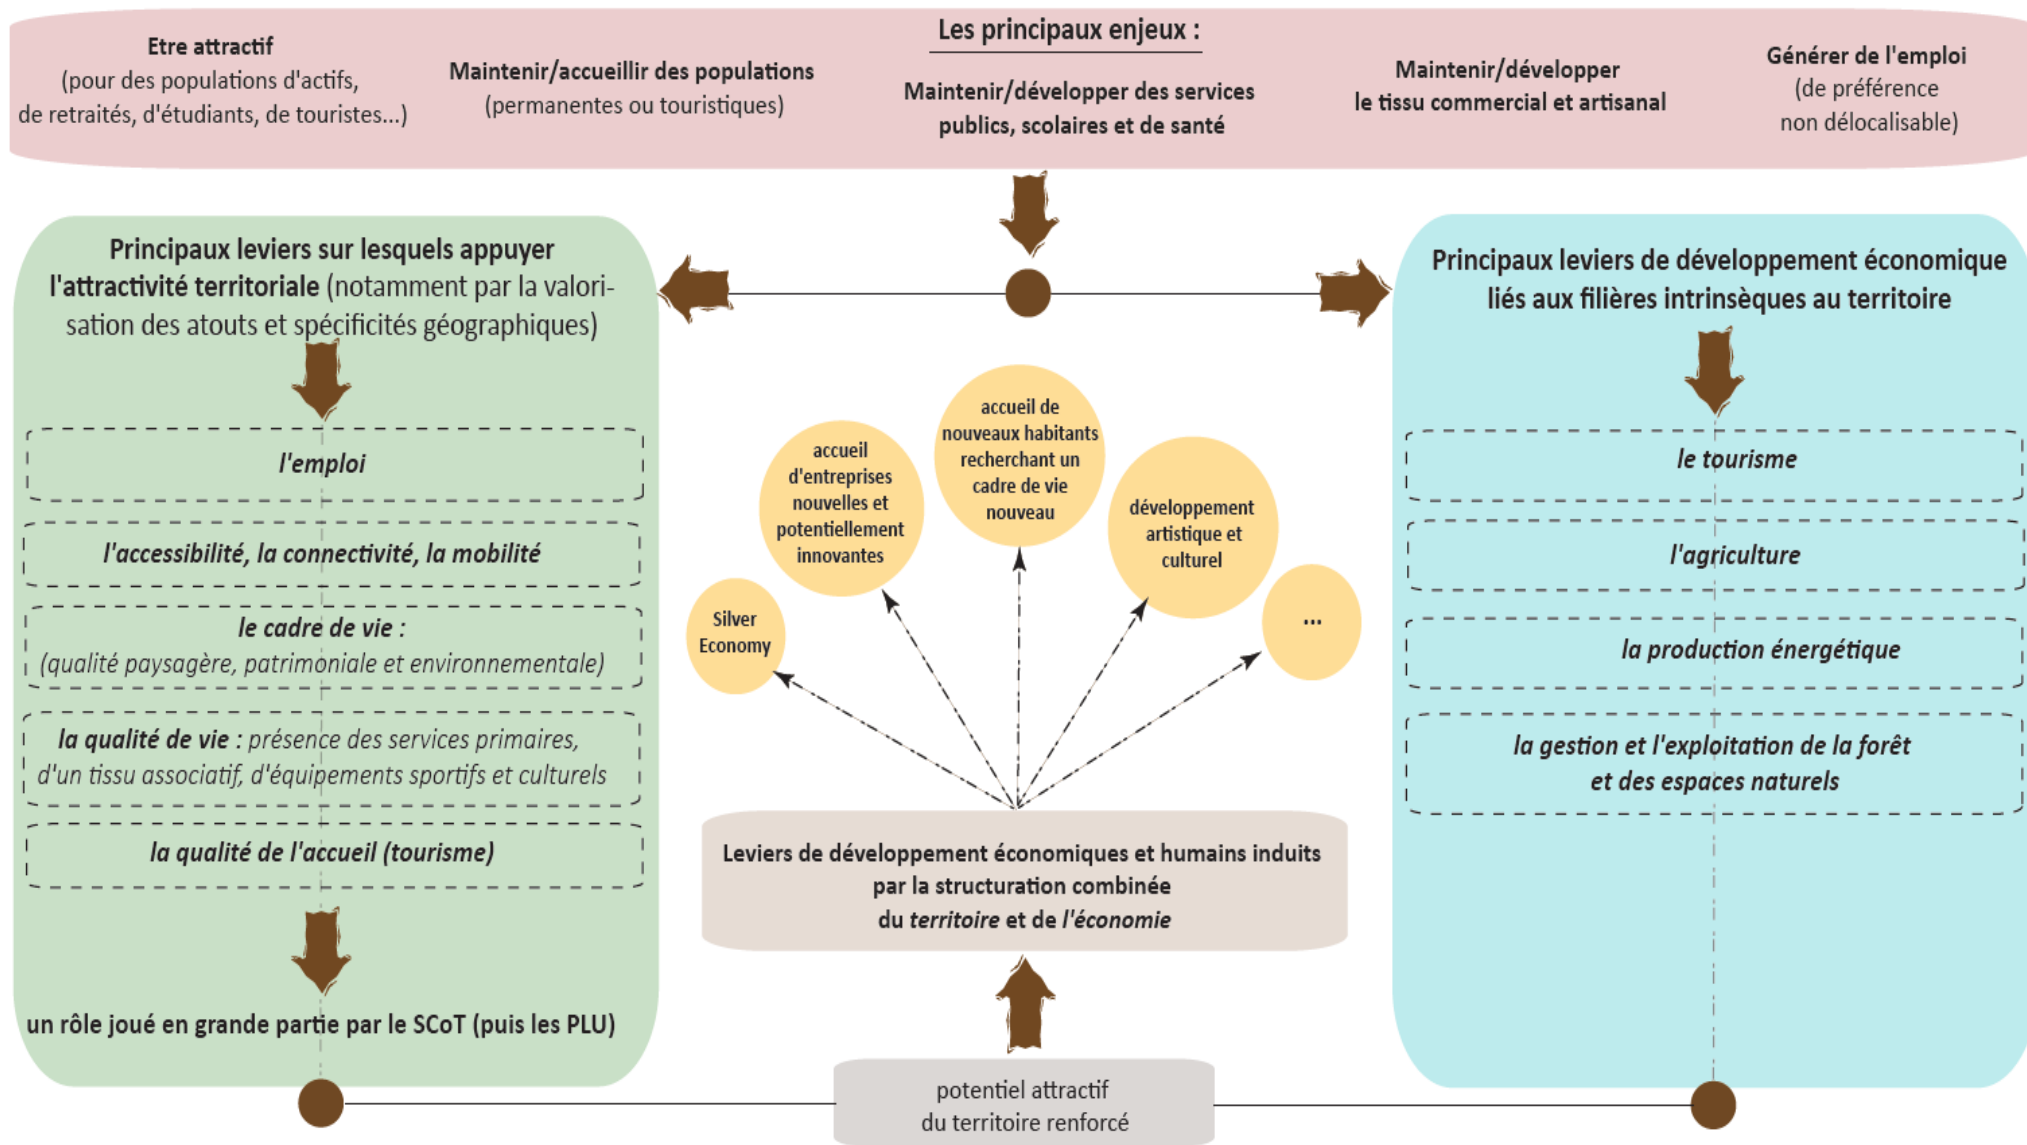 Les principaux enjeux :
Etre attractif
(pour des populations d'actifs,
de retraités, d'étudiants, de touristes...)
Maintenir/accueillir des populations
(permanentes ou touristiques)
Maintenir/développer des services
publics, scolaires et de santé
Maintenir/développer
le tissu commercial et artisanal
Générer de l'emploi
(de préférence
non délocalisable)
Principaux leviers sur lesquels appuyer
l'attractivité territoriale (notamment par la valori-
sation des atouts et spécificités géographiques)
l'emploi
l'accessibilité, la connectivité, la mobilité
le cadre de vie :
(qualité paysagère, patrimoniale et environnementale)
la qualité de vie : présence des services primaires,
d'un tissu associatif, d'équipements sportifs et culturels
la qualité de l'accueil (tourisme)
un rôle joué en grande partie par le SCoT (puis les PLU)
Silver
Economy
accueil
d'entreprises
nouvelles et
potentiellement
innovantes
accueil de
nouveaux habitants
recherchant un
cadre de vie
nouveau
développement
artistique et
culturel
...
Leviers de développement économiques et humains induits
par la structuration combinée
du territoire et de l'économie
potentiel attractif
du territoire renforcé
Principaux leviers de développement économique
liés aux filières intrinsèques au territoire
le tourisme
l'agriculture
la production énergétique
la gestion et l'exploitation de la forêt
et des espaces naturels